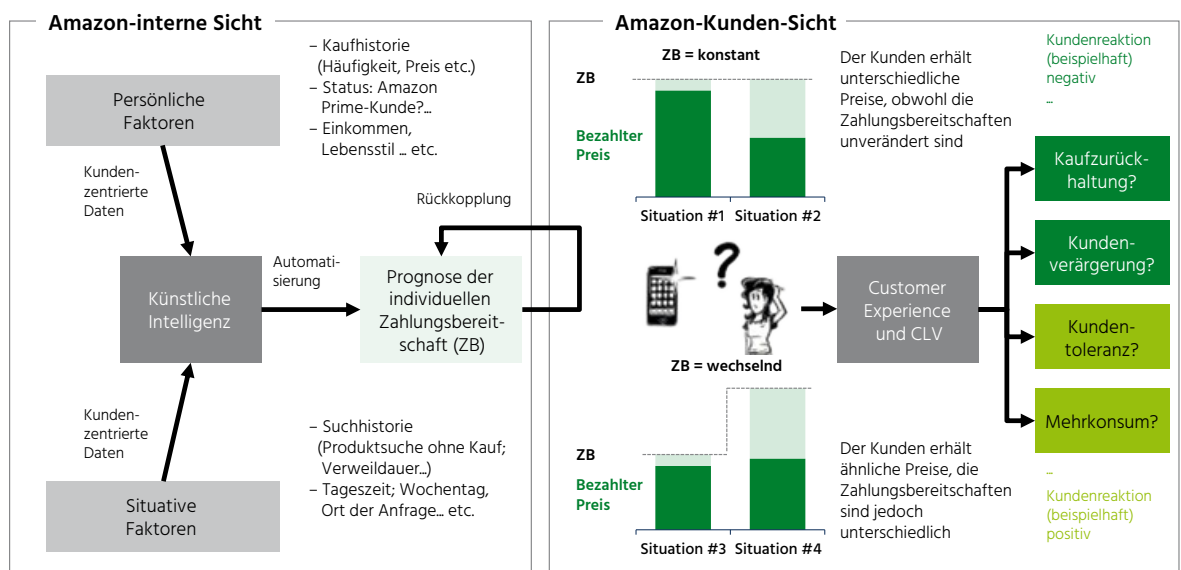 Amazon-interne Sicht
Persönliche
Faktoren
– Kaufhistorie
(Häufigkeit, Preis etc.)
– Status: Amazon
Prime-Kunde?...
– Einkommen,
Lebensstil ... etc.
Kunden-
zentrierte
Daten
Rückkopplung
Künstliche
Intelligenz
Automati-
sierung
Prognose der
individuellen
Zahlungsbereit-
schaft (ZB)
Kunden-
zentrierte
Daten
– Suchhistorie
(Produktsuche ohne Kauf;
Verweildauer...)
– Tageszeit; Wochentag,
Ort der Anfrage... etc.
Situative
Faktoren
Amazon-Kunden-Sicht
ZB = konstant
ZB
Bezahlter
Preis
Situation #1
Situation #2
Der Kunden erhält
unterschiedliche
Preise, obwohl die
Zahlungsbereitschaften
unverändert sind
Kundenreaktion
(beispielhaft)
negativ
...
?
Customer
Experience
und CLV
Kaufzurück-
haltung?
Kunden-
verärgerung?
Kunden-
toleranz?
Mehrkonsum?
ZB = wechselnd
ZB
Bezahlter
Preis
Situation #3
Situation #4
Der Kunden erhält
ähnliche Preise, die
Zahlungsbereitschaften
sind jedoch
unterschiedlich
...
Kundenreaktion
(beispielhaft)
positiv